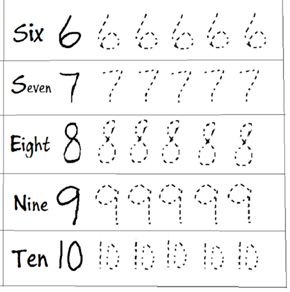 Six 6 6 6 6 6 6
Seven 7 7 7 7 7 7
Eight 8 8 8 8 8 8
Nine 9 9 9 9 9 9
Ten 10 10 10 10 10 10